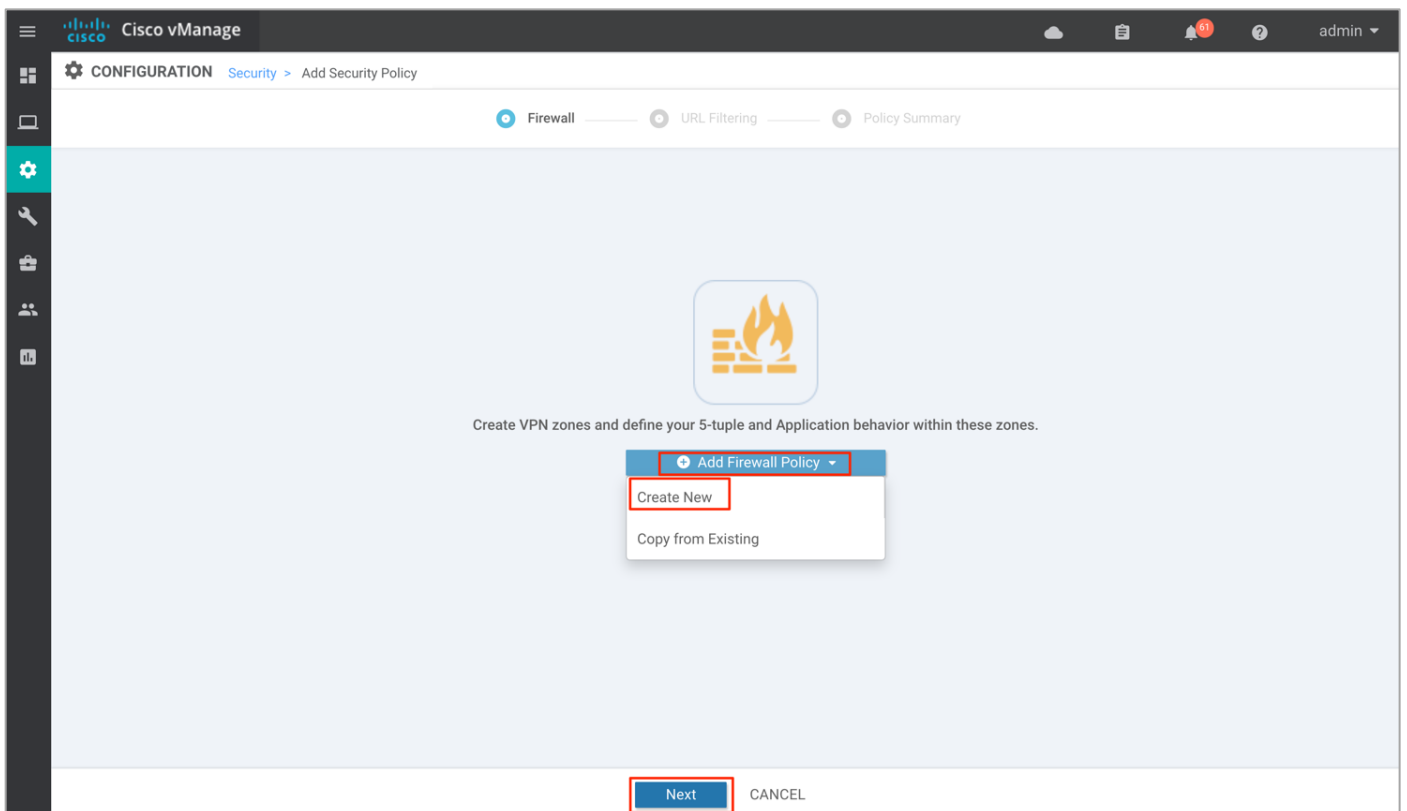 cisco Cisco vManage 61 admin
CONFIGURATION Security > Add Security Policy
Firewall URL Filtering Policy Summary
Create VPN zones and define your 5-tuple and Application behavior within these zones.
Add Firewall Policy
Create New
Copy from Existing
Next CANCEL